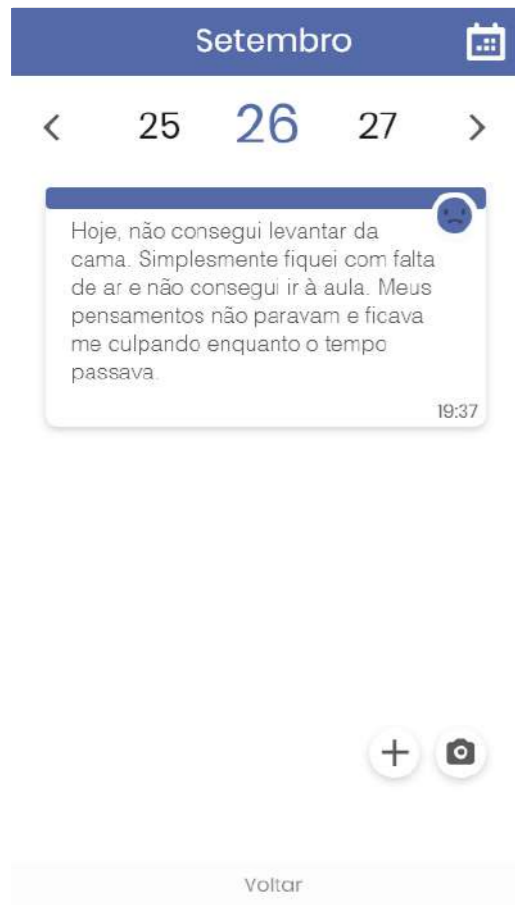 Setembro
25 26 27
Hoje, não consegui levantar da
cama. Simplesmente fiquei com falta
de ar e não consegui ir à aula. Meus
pensamentos não paravam e ficava
me culpando enquanto o tempo
passava.
19:37
Voltar